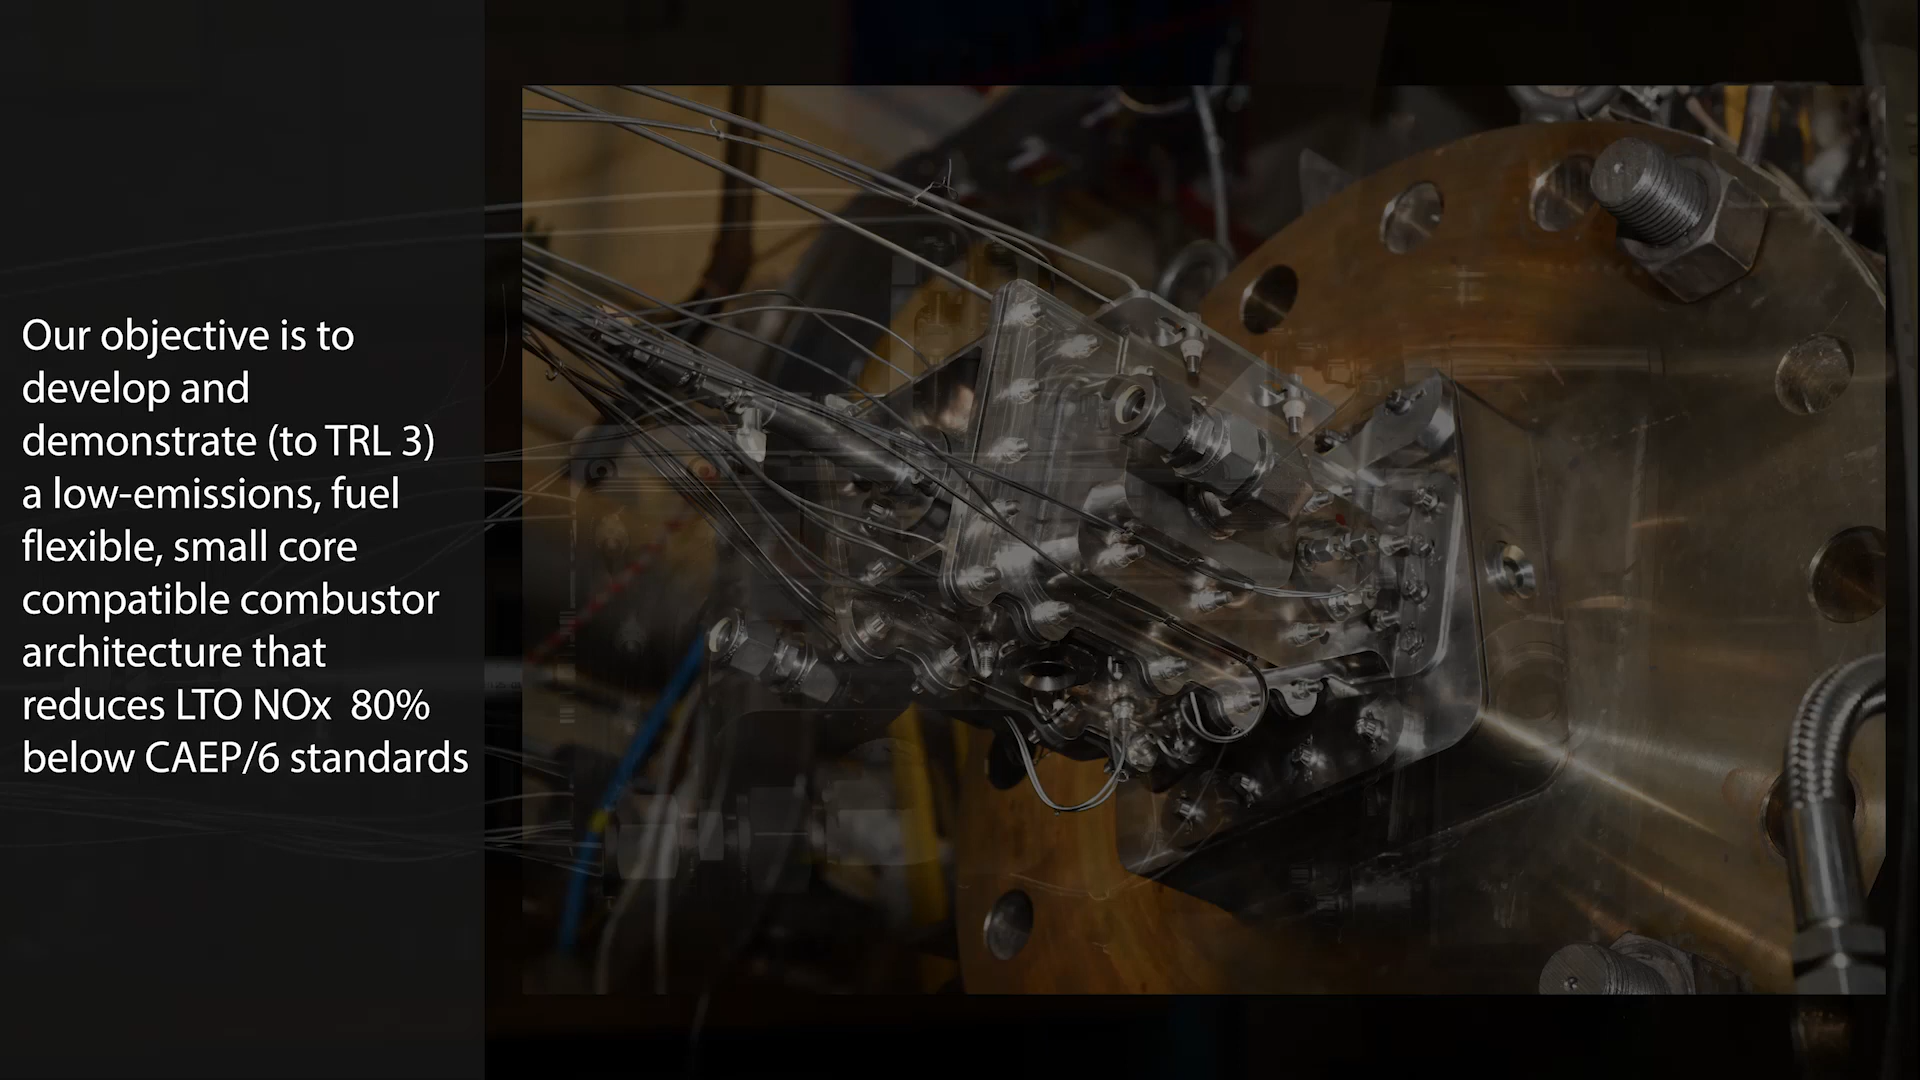 Our objective is to
develop and
demonstrate (to TRL 3)
a low-emissions, fuel
flexible, small core
compatible combustor
architecture that
reduces LTO NOx  80%
below CAEP/6 standards